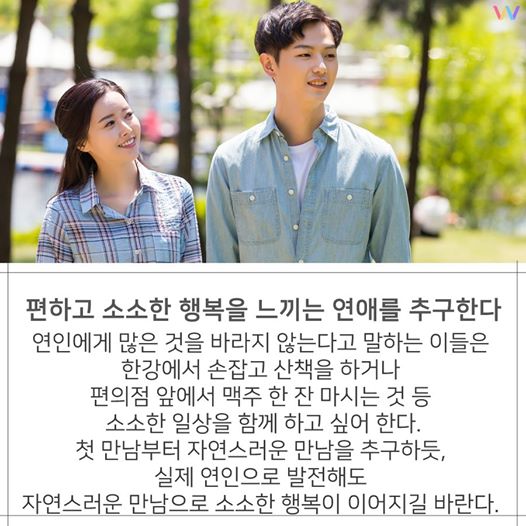 W
편하고 소소한 행복을 느끼는 연애를 추구한다
연인에게 많은 것을 바라지 않는다고 말하는 이들은
한강에서 손잡고 산책을 하거나
편의점 앞에서 맥주 한 잔 마시는 것 등
소소한 일상을 함께 하고 싶어 한다.
첫 만남부터 자연스러운 만남을 추구하듯,
실제 연인으로 발전해도
자연스러운 만남으로 소소한 행복이 이어지길 바란다.